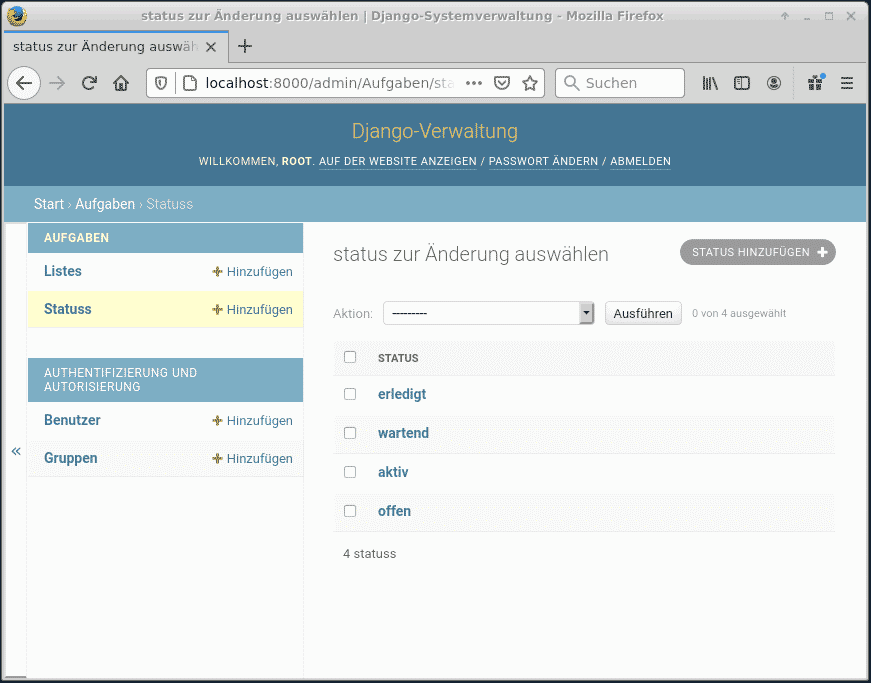 status zur Änderung auswählen | Django-Systemverwaltung - Mozilla Firefox
status zur Änderung auswäh
localhost:8000/admin/Aufgaben/sta
Suchen
Django-Verwaltung
WILLKOMMEN, ROOT. AUF DER WEBSITE ANZEIGEN / PASSWORT ÄNDERN / ABMELDEN
Start › Aufgaben › Statuss
AUFGABEN
Listes
Hinzufügen
Statuss
Hinzufügen
AUTHENTIFIZIERUNG UND
AUTORISIERUNG
Benutzer
Hinzufügen
Gruppen
Hinzufügen
«
status zur Änderung auswählen
STATUS HINZUFÜGEN
Aktion: --------- Ausführen 0 von 4 ausgewählt
STATUS
erledigt
wartend
aktiv
offen
4 statuss